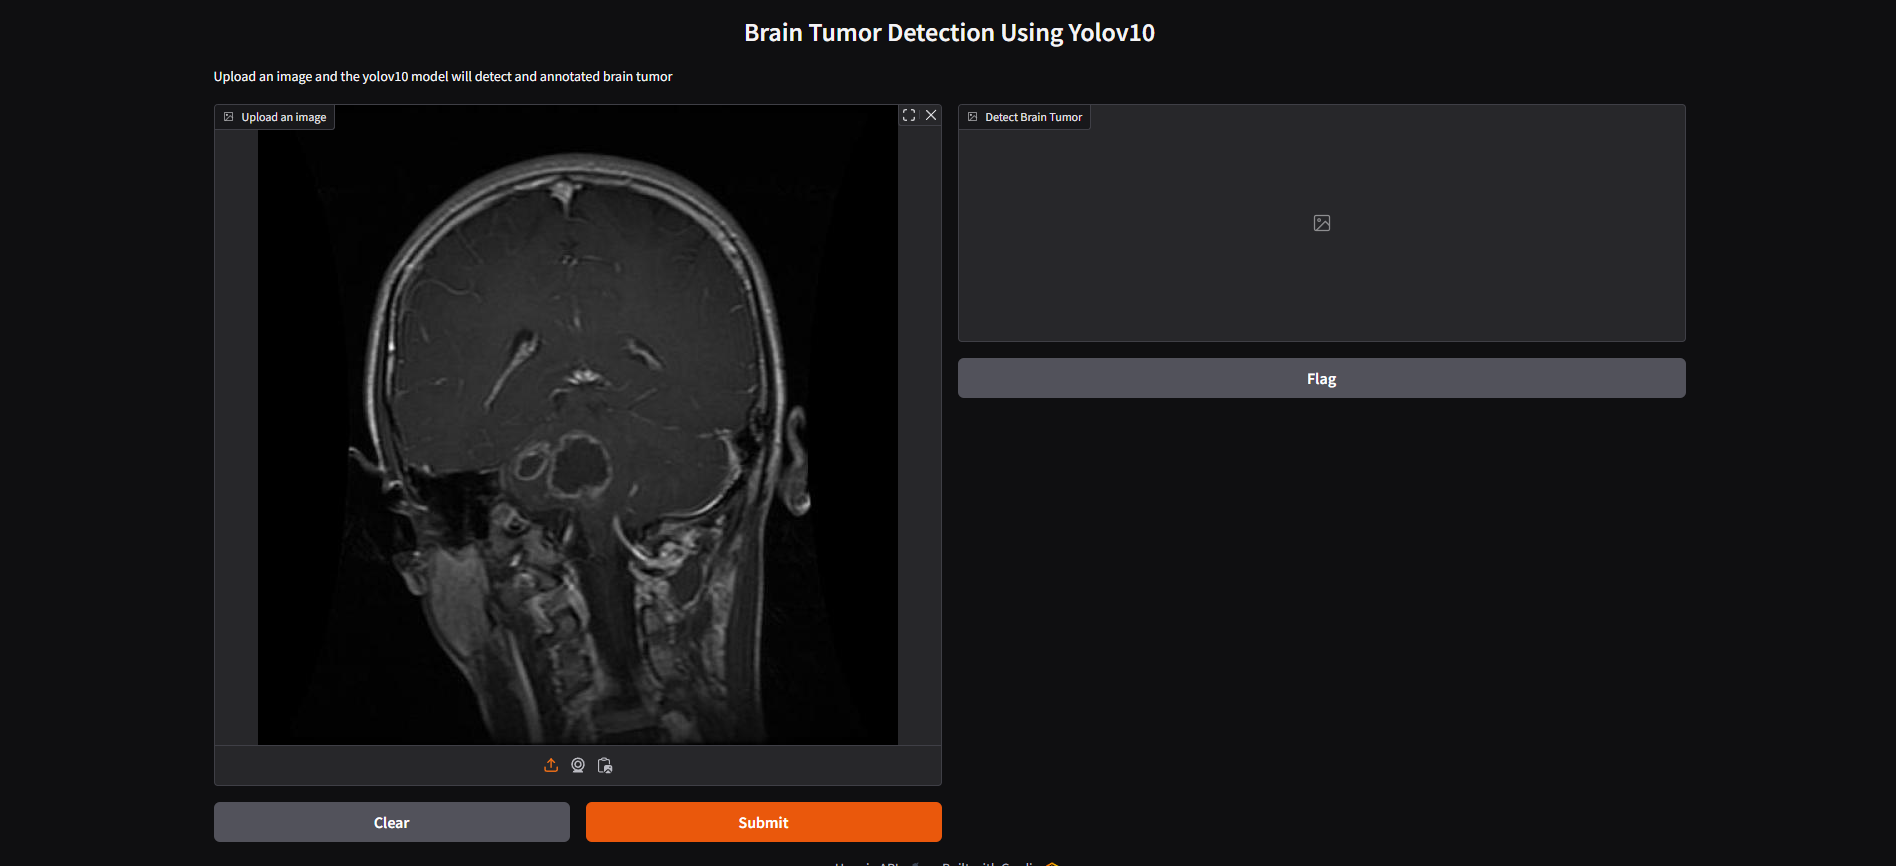 Brain Tumor Detection Using Yolov10
Upload an image and the yolov10 model will detect and annotated brain tumor
Upload an image
Detect Brain Tumor
Flag
Clear
Submit